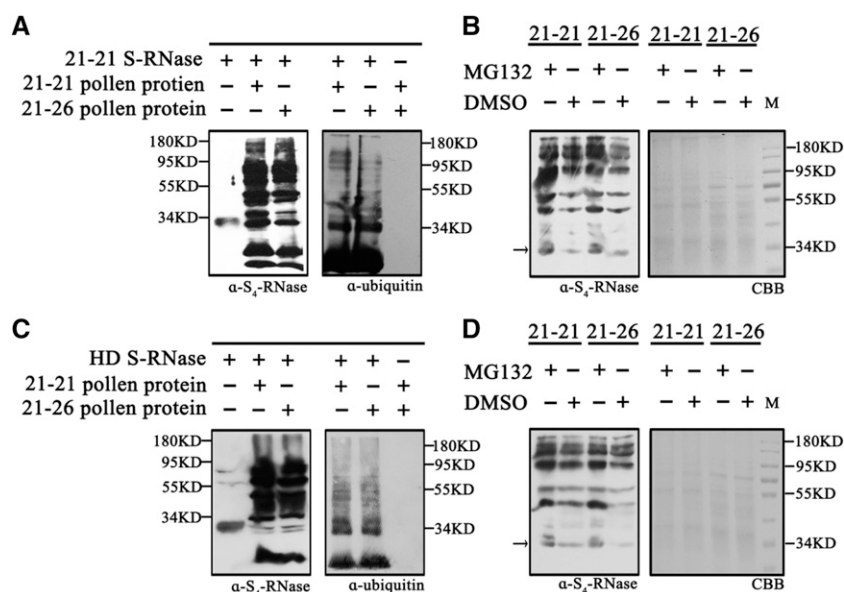 A
21-21 S-RNase + + + + + −
21-21 pollen protien − + − + − +
21-26 pollen protein − − + − + +
180KD
95KD
55KD
34KD
180KD
95KD
55KD
34KD
α-S4-RNase
α-ubiquitin
B
21-21 21-26 21-21 21-26
MG132 + − + − + − + −
DMSO − + − + − + − + M
180KD
95KD
55KD
34KD
→
α-S4-RNase
CBB
C
HD S-RNase + + + + + −
21-21 pollen protein − + − + − +
21-26 pollen protein − − + − + +
180KD
95KD
55KD
34KD
180KD
95KD
55KD
34KD
α-S4-RNase
α-ubiquitin
D
21-21 21-26 21-21 21-26
MG132 + − + − + − + −
DMSO − + − + − + − + M
180KD
95KD
55KD
34KD
→
α-S4-RNase
CBB